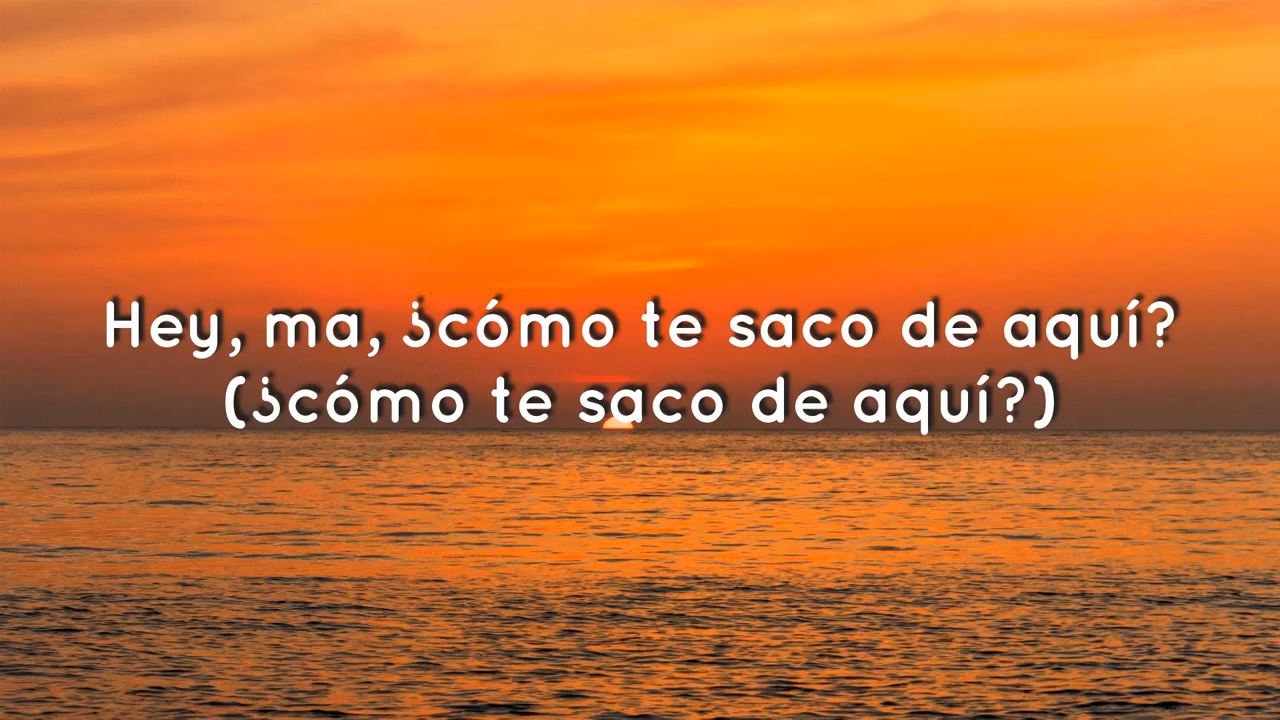 Hey, ma, ¿cómo te saco de aquí?
(¿cómo te saco de aquí?)